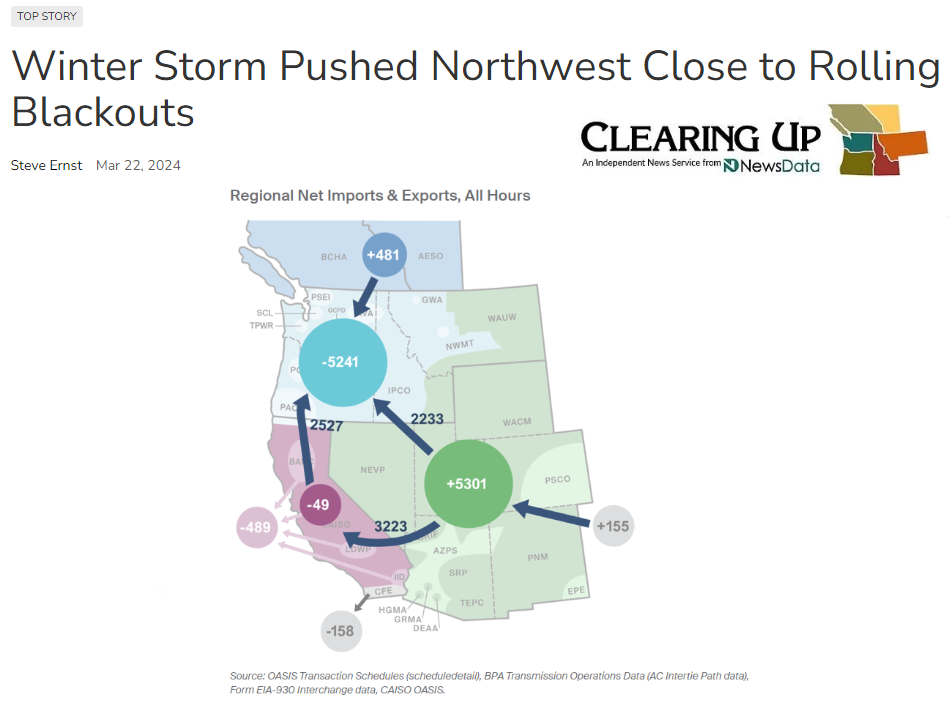 TOP STORY
Winter Storm Pushed Northwest Close to Rolling
Blackouts
Steve Ernst Mar 22, 2024
CLEARING UP
An Independent News Service from NewsData
Regional Net Imports & Exports, All Hours
BCHA
+481
AESO
PSEI
GCPD
GWA
SCL
TPWR
WAUW
NWMT
-5241
IPCO
2527
2233
WACM
NEVP
+5301
PSCO
-49
-489
3223
+155
LDWP
AZPS
PNM
SRP
IID
CFE
EPE
HGMA
GRMA
DEAA
TEPC
-158
Source: OASIS Transaction Schedules (scheduledetail), BPA Transmission Operations Data (AC Intertie Path data),
Form EIA-930 Interchange data, CAISO OASIS.